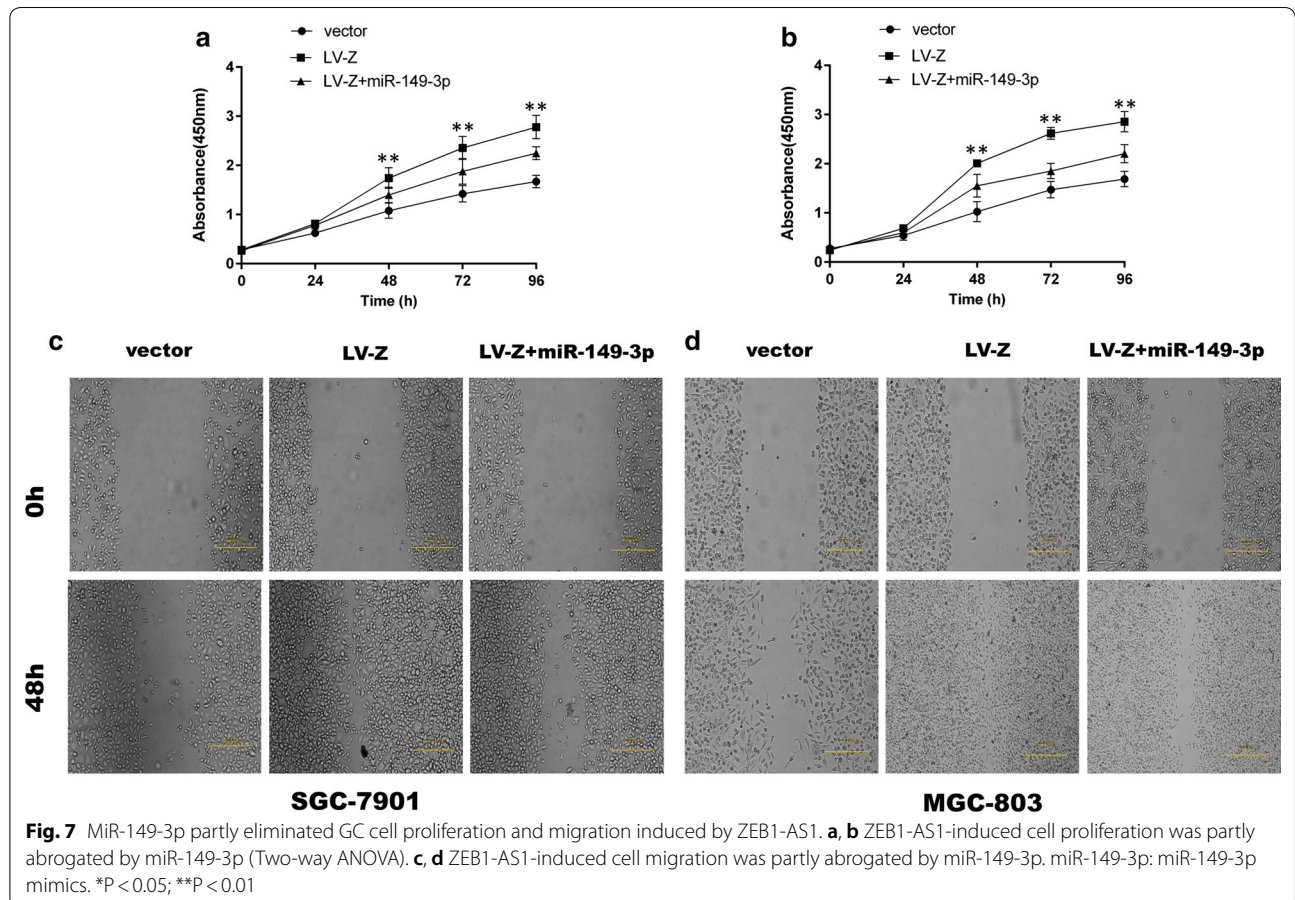 a
vector
LV-Z
LV-Z+miR-149-3p
Absorbance(450nm)
4
3
2
1
0
** ** **
0 24 48 72 96
Time (h)
b
vector
LV-Z
LV-Z+miR-149-3p
Absorbance(450nm)
4
3
2
1
0
** ** **
0 24 48 72 96
Time (h)
c
vector LV-Z LV-Z+miR-149-3p
d
vector LV-Z LV-Z+miR-149-3p
0h
48h
SGC-7901
MGC-803
Fig. 7 MiR-149-3p partly eliminated GC cell proliferation and migration induced by ZEB1-AS1. a, b ZEB1-AS1-induced cell proliferation was partly
abrogated by miR-149-3p (Two-way ANOVA). c, d ZEB1-AS1-induced cell migration was partly abrogated by miR-149-3p. miR-149-3p: miR-149-3p
mimics. *P < 0.05; **P < 0.01